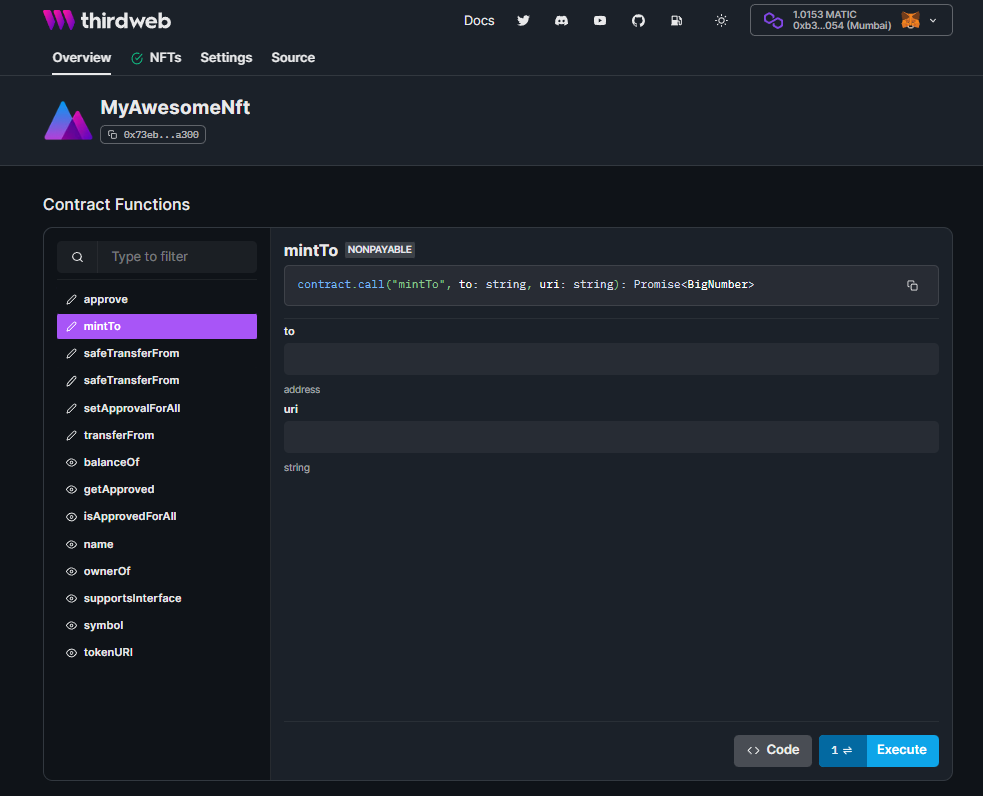 thirdweb
Docs
1.0153 MATIC
0xb3...054 (Mumbai)
Overview NFTs Settings Source
MyAwesomeNft
0x73eb...a300
Contract Functions
Type to filter
approve
mintTo
safeTransferFrom
safeTransferFrom
setApprovalForAll
transferFrom
balanceOf
getApproved
isApprovedForAll
name
ownerOf
supportsInterface
symbol
tokenURI
mintTo NONPAYABLE
contract.call("mintTo", to: string, uri: string): Promise<BigNumber>
to
address
uri
string
<> Code
1 ⇌ Execute